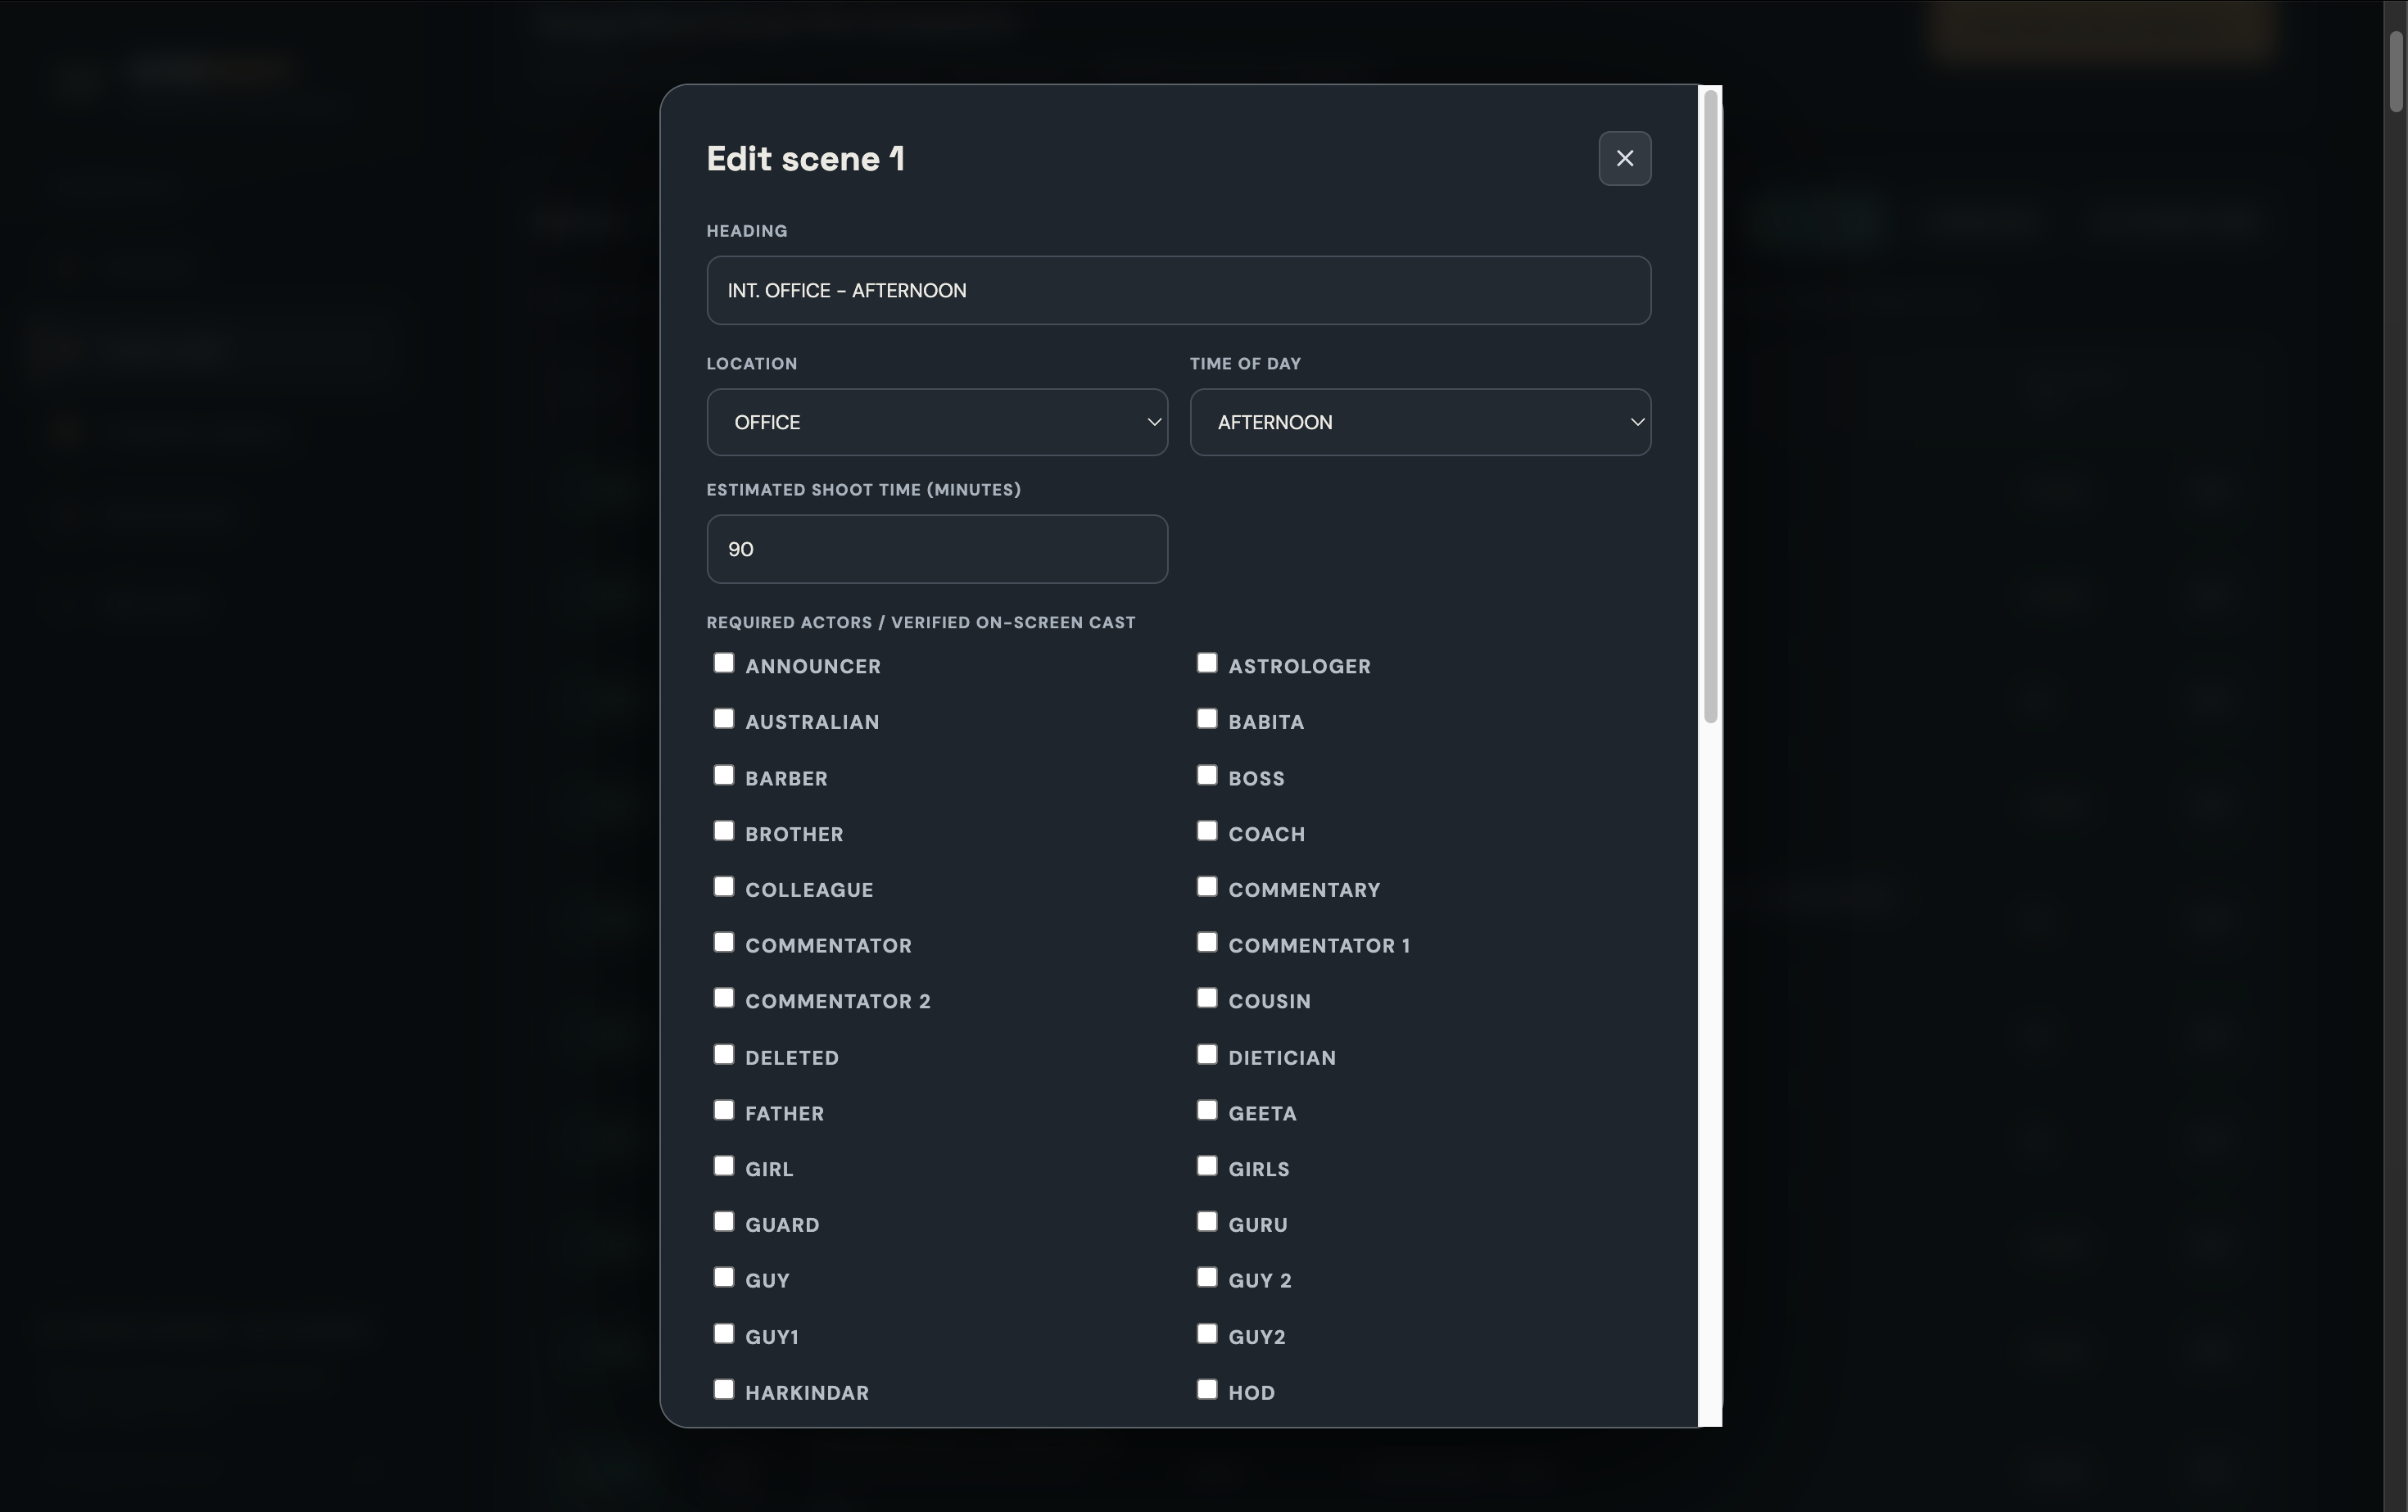 Edit scene 1
HEADING
INT. OFFICE – AFTERNOON
LOCATION
TIME OF DAY
OFFICE
AFTERNOON
ESTIMATED SHOOT TIME (MINUTES)
90
REQUIRED ACTORS / VERIFIED ON-SCREEN CAST
ANNOUNCER
ASTROLOGER
AUSTRALIAN
BABITA
BARBER
BOSS
BROTHER
COACH
COLLEAGUE
COMMENTARY
COMMENTATOR
COMMENTATOR 1
COMMENTATOR 2
COUSIN
DELETED
DIETICIAN
FATHER
GEETA
GIRL
GIRLS
GUARD
GURU
GUY
GUY 2
GUY1
GUY2
HARKINDAR
HOD